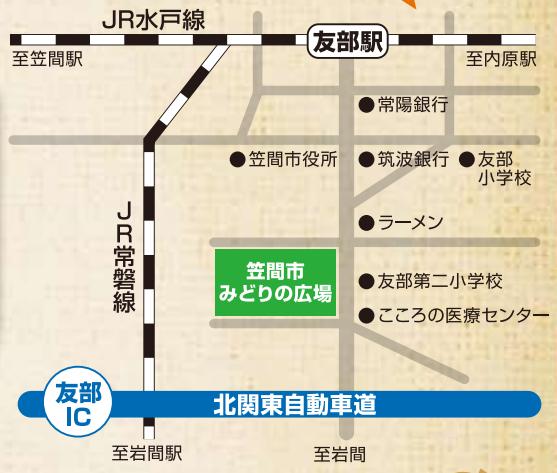 JR水戸線
友部駅
至笠間駅
至内原駅
常陽銀行
笠間市役所
筑波銀行
友部
小学校
JR常磐線
ラーメン
笠間市
みどりの広場
友部第二小学校
こころの医療センター
友部
IC
北関東自動車道
至岩間駅
至岩間